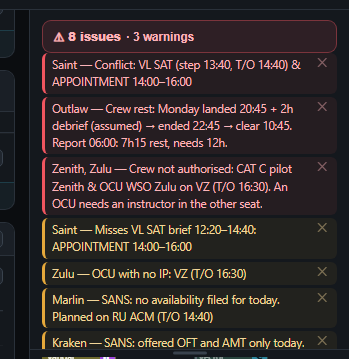 ⚠ 8 issues · 3 warnings
Saint — Conflict: VL SAT (step 13:40, T/O 14:40) &
APPOINTMENT 14:00–16:00
Outlaw — Crew rest: Monday landed 20:45 + 2h
debrief (assumed) → ended 22:45 → clear 10:45.
Report 06:00: 7h15 rest, needs 12h.
Zenith, Zulu — Crew not authorised: CAT C pilot
Zenith & OCU WSO Zulu on VZ (T/O 16:30). An
OCU needs an instructor in the other seat.
Saint — Misses VL SAT brief 12:20–14:40:
APPOINTMENT 14:00–16:00
Zulu — OCU with no IP: VZ (T/O 16:30)
Marlin — SANS: no availability filed for today.
Planned on RU ACM (T/O 14:40)
Kraken — SANS: offered OFT and AMT only today.